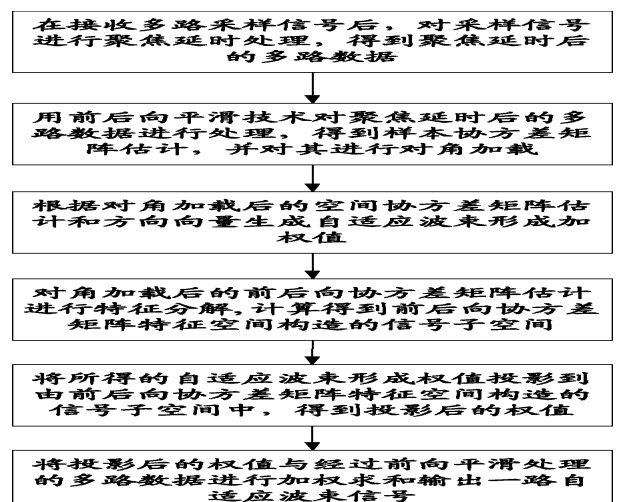 在接收多路采样信号后，对采样信号
进行聚焦延时处理，得到聚焦延时后
的多路数据
用前后向平滑技术对聚焦延时后的多
路数据进行处理，得到样本协方差矩
阵估计，并对其进行对角加载
根据对角加载后的空间协方差矩阵估
计和方向向量生成自适应波束形成加
权值
对角加载后的前后向协方差矩阵估计
进行特征分解,计算得到前后向协方差
矩阵特征空间构造的信号子空间
将所得的自适应波束形成权值投影到
由前后向协方差矩阵特征空间构造的
信号子空间中，得到投影后的权值
将投影后的权值与经过前向平滑处理
的多路数据进行加权求和输出一路自
适应波束信号